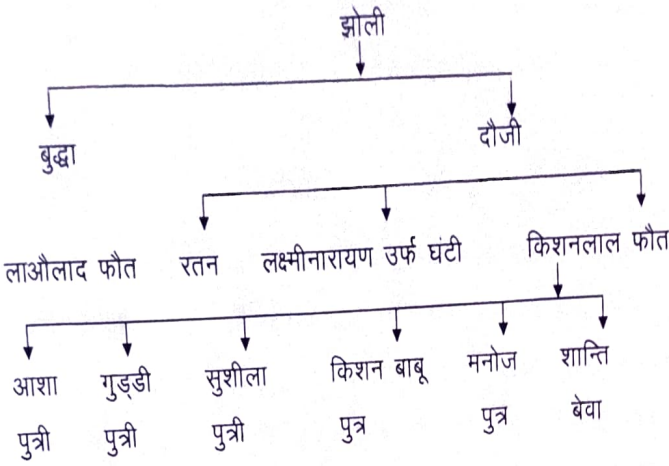 झोली
बुद्धा दौजी
लाऔलाद फौत रतन लक्ष्मीनारायण उर्फ घंटी किशनलाल फौत
आशा गुड्डी सुशीला किशन बाबू मनोज शान्ति
पुत्री पुत्री पुत्री पुत्र पुत्र बेवा